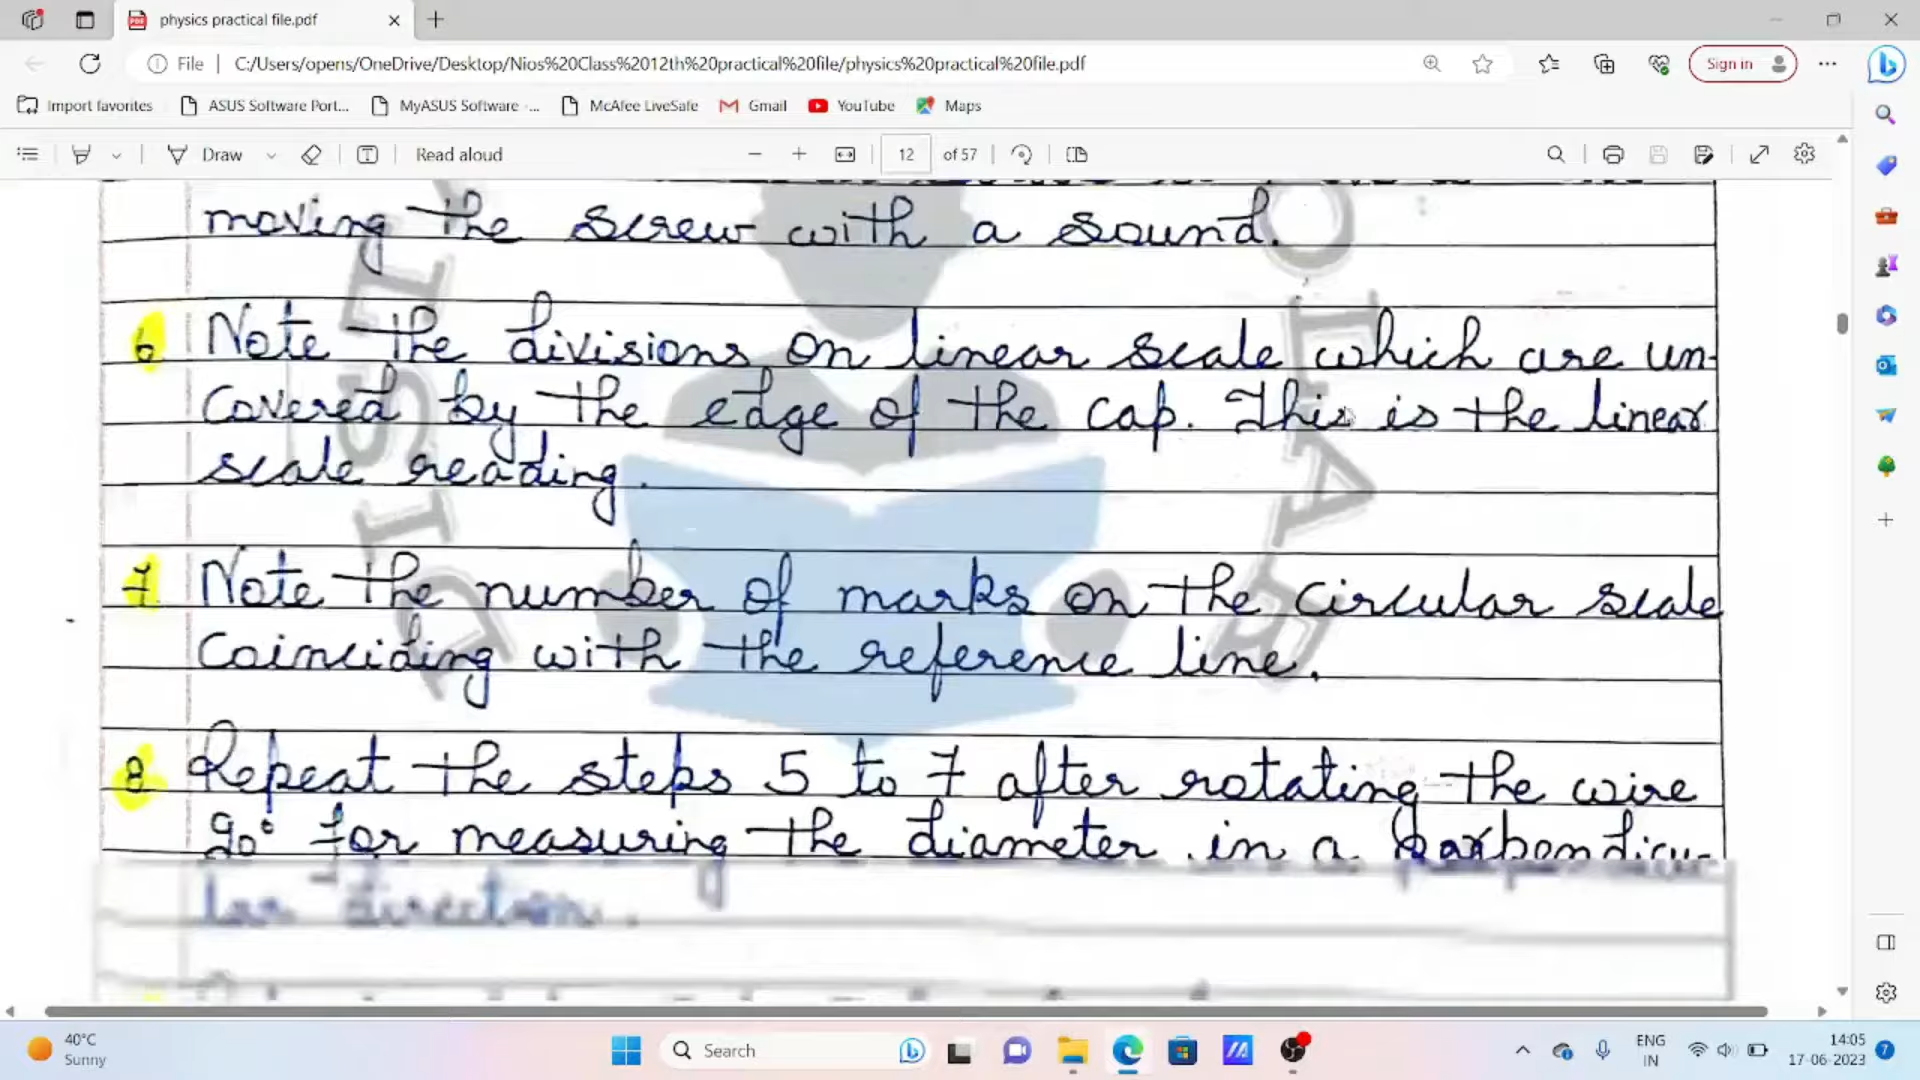 physics practical file.pdf
File
C:/Users/opens/OneDrive/Desktop/Nios%20Class%2012th%20practical%20file/physics%20practical%20file.pdf
Sign in
Import favorites
ASUS Software Port...
MyASUS Software -...
McAfee LiveSafe
Gmail
YouTube
Maps
Draw
Read aloud
12
of 57
moving the screw with a sound.
6 Note the divisions on linear scale which are un-
covered by the edge of the cap. This is the linear
scale reading.
7 Note the number of marks on the circular scale
coinciding with the reference line.
8 Repeat the steps 5 to 7 after rotating the wire
90° for measuring the diameter in a parpendicu-
lar direction.
40°C
Sunny
Search
ENG
IN
14:05
17-06-2023
7